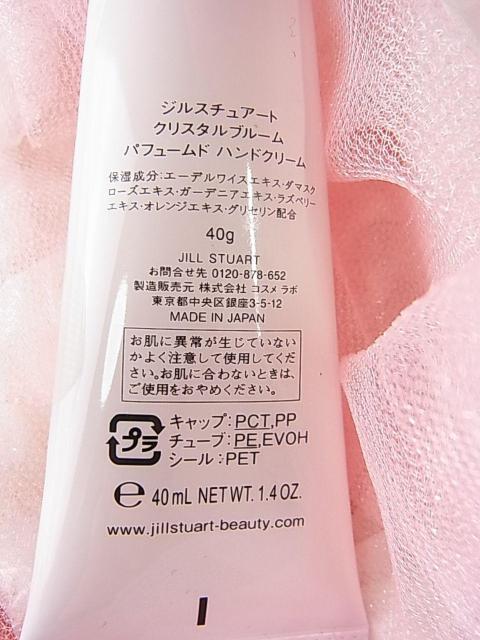 ジルスチュアート
クリスタルブルーム
パフュームド ハンドクリーム
保湿成分:エーデルワイスエキス・ダマスク
ローズエキス・ガーデニアエキス・ラズベリー
エキス・オレンジエキス・グリセリン配合
40g
JILL STUART
お問合せ先 0120-878-652
製造販売元 株式会社 コスメ ラボ
東京都中央区銀座3-5-12
MADE IN JAPAN
お肌に異常が生じていない
かよく注意して使用してくだ
さい。お肌に合わないときは、
ご使用をおやめください。
プラ
キャップ:PCT,PP
チューブ:PE,EVOH
シール:PET
℮ 40mL NET WT. 1.4 OZ.
www.jillstuart-beauty.com